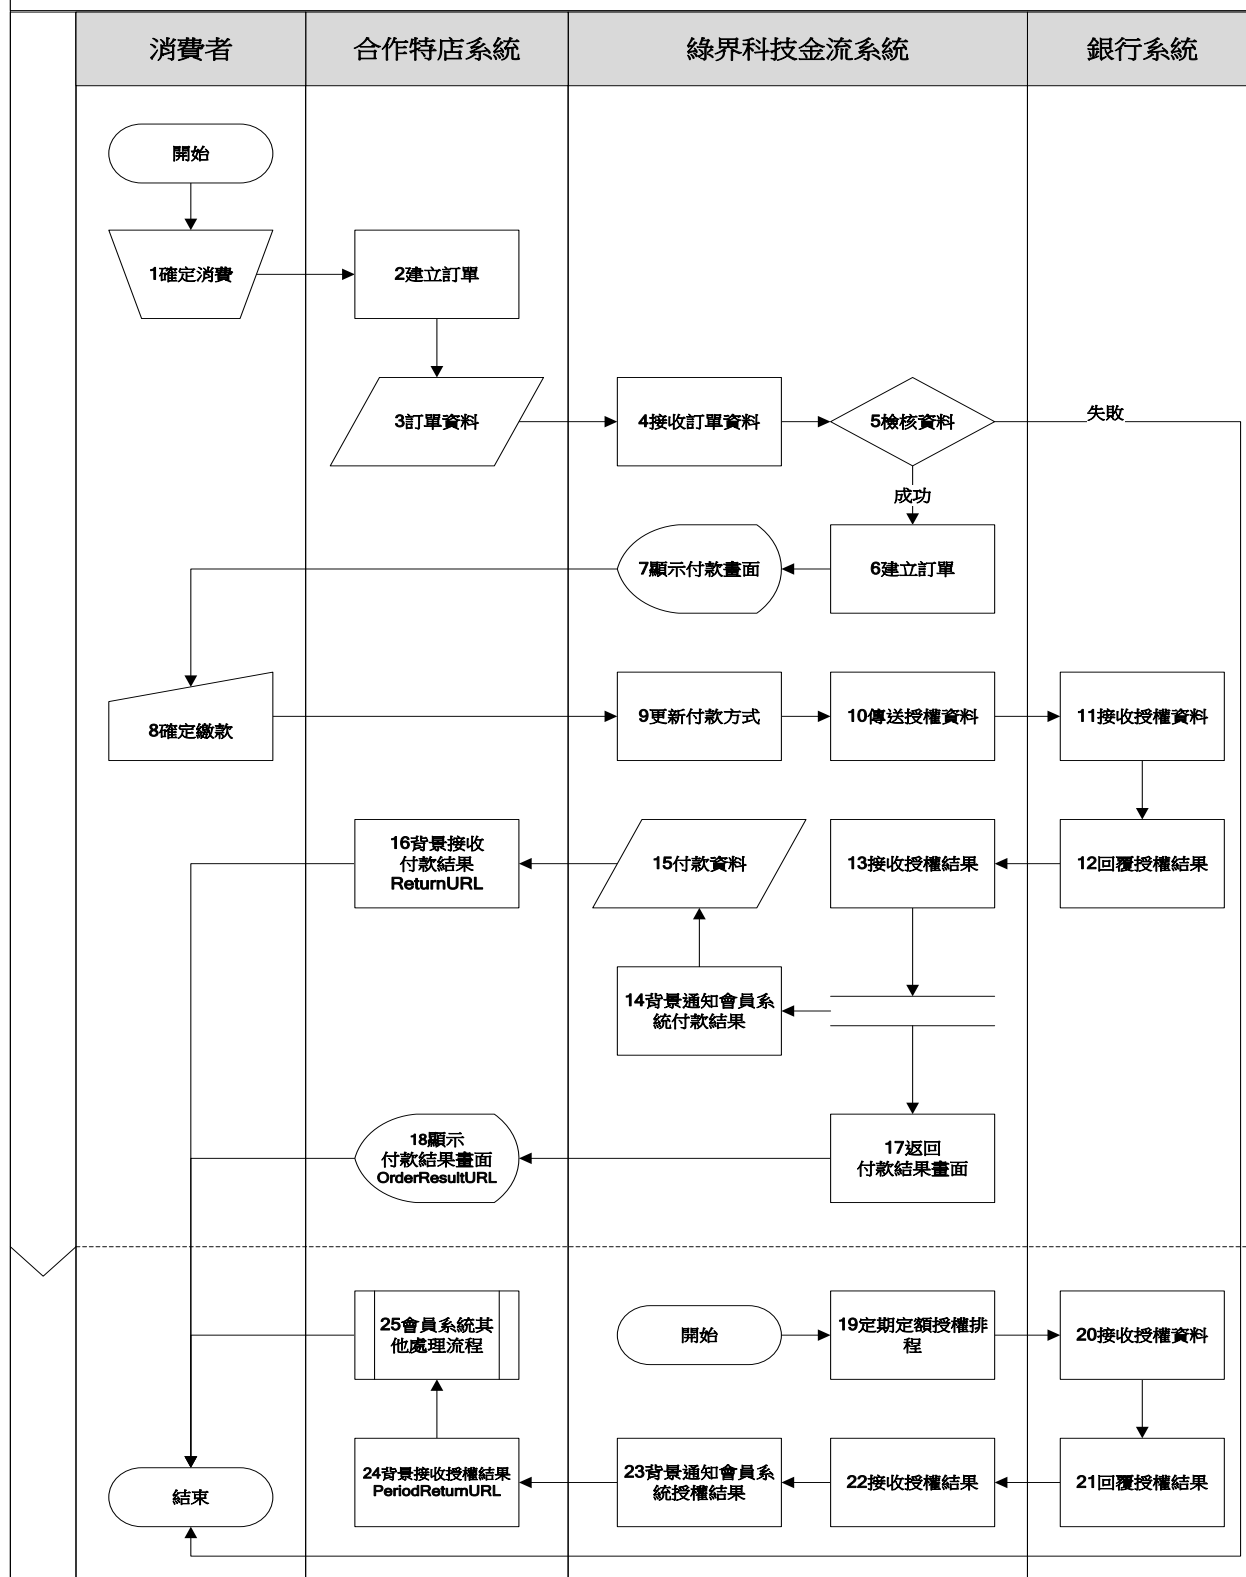 消費者
合作特店系統
綠界科技金流系統
銀行系統
開始
1確定消費
2建立訂單
3訂單資料
4接收訂單資料
5檢核資料
失敗
成功
7顯示付款畫面
6建立訂單
8確定繳款
9更新付款方式
10傳送授權資料
11接收授權資料
16背景接收
付款結果
ReturnURL
15付款資料
13接收授權結果
12回覆授權結果
14背景通知會員系
統付款結果
18顯示
付款結果畫面
OrderResultURL
17返回
付款結果畫面
25會員系統其
他處理流程
開始
19定期定額授權排
程
20接收授權資料
結束
24背景接收授權結果
PeriodReturnURL
23背景通知會員系
統授權結果
22接收授權結果
21回覆授權結果